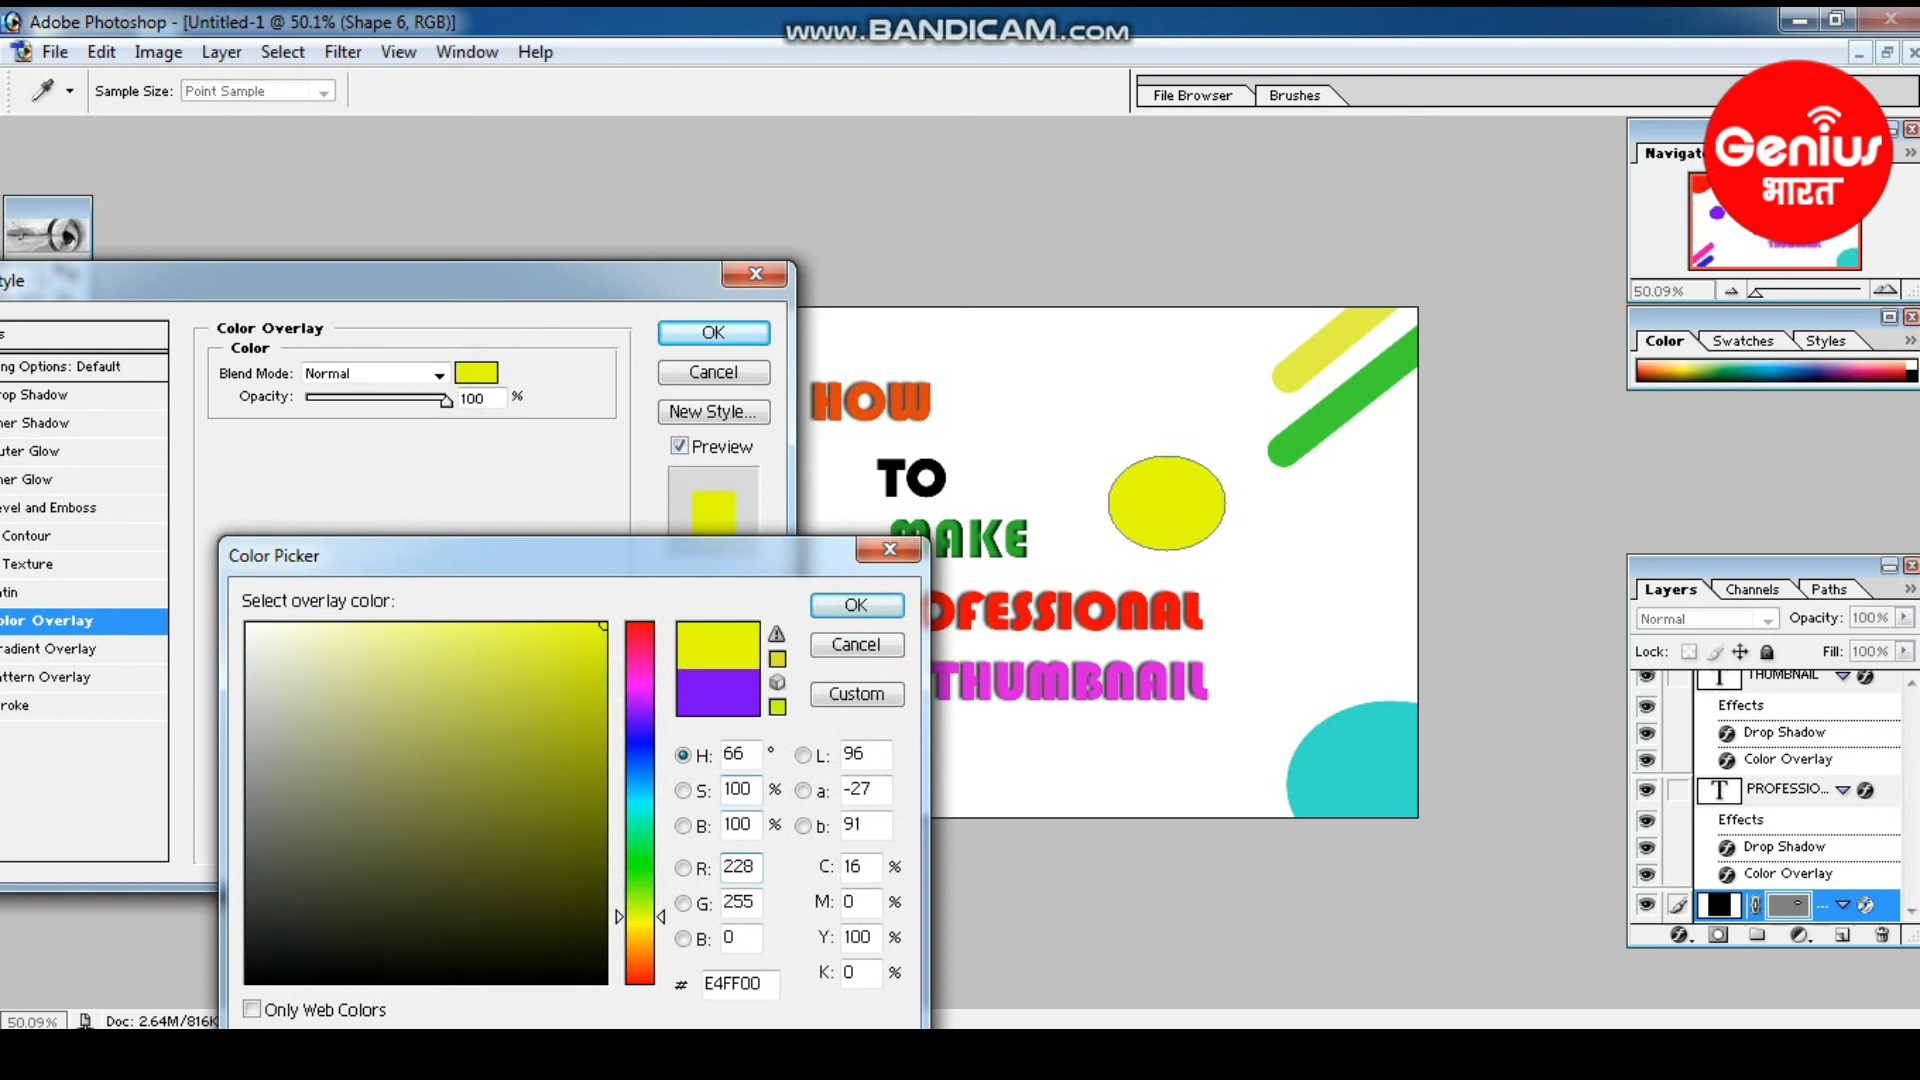 Adobe Photoshop - [Untitled-1 @ 50.1% (Shape 6, RGB)]
www.BANDICAM.com
File Edit Image Layer Select Filter View Window Help
Sample Size: Point Sample
File Browser Brushes
Genius
भारत
Navigat
50.09%
Color Swatches Styles
tyle
s
ng Options: Default
rop Shadow
ner Shadow
uter Glow
ner Glow
evel and Emboss
Contour
Texture
tin
olor Overlay
radient Overlay
attern Overlay
roke
Color Overlay
Color
Blend Mode: Normal
Opacity: 100 %
OK
Cancel
New Style...
Preview
HOW
TO
MAKE
OFESSIONAL
THUMBNAIL
Color Picker
Select overlay color:
OK
Cancel
Custom
H: 66 ° L: 96
S: 100 % a: -27
B: 100 % b: 91
R: 228 C: 16 %
G: 255 M: 0 %
B: 0 Y: 100 %
K: 0 %
# E4FF00
Only Web Colors
Layers Channels Paths
Normal Opacity: 100%
Lock: Fill: 100%
THUMBNAIL
Effects
Drop Shadow
Color Overlay
PROFESSIO...
Effects
Drop Shadow
Color Overlay
...
50.09% Doc: 2.64M/816K